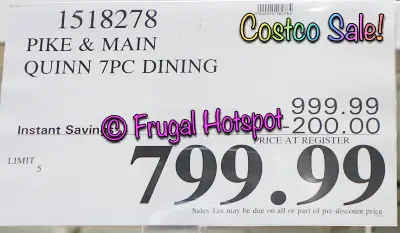 1518278
Costco Sale!
PIKE & MAIN
QUINN 7PC DINING
999.99
Instant Savings -200.00
© Frugal Hotspot
PRICE AT REGISTER
LIMIT
5
799.99
Sales Tax may be due on all or part of pre-discount price